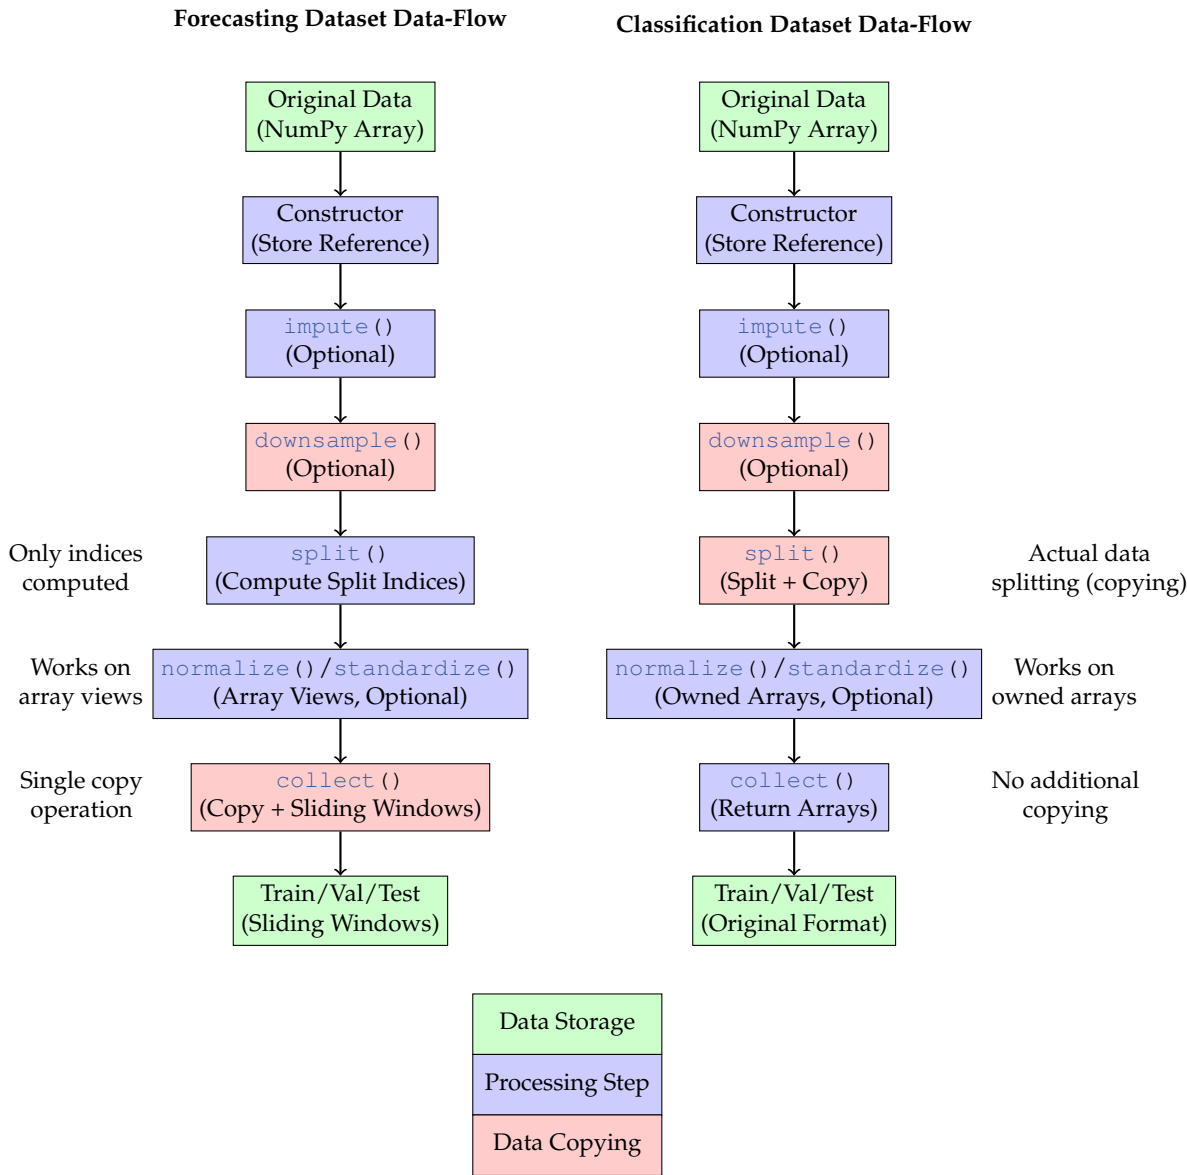 Forecasting Dataset Data-Flow
Original Data
(NumPy Array)
Constructor
(Store Reference)
impute()
(Optional)
downsample()
(Optional)
Only indices
computed
split()
(Compute Split Indices)
Works on
array views
normalize()/standardize()
(Array Views, Optional)
Single copy
operation
collect()
(Copy + Sliding Windows)
Train/Val/Test
(Sliding Windows)
Classification Dataset Data-Flow
Original Data
(NumPy Array)
Constructor
(Store Reference)
impute()
(Optional)
downsample()
(Optional)
split()
(Split + Copy)
Actual data
splitting (copying)
normalize()/standardize()
(Owned Arrays, Optional)
Works on
owned arrays
collect()
(Return Arrays)
No additional
copying
Train/Val/Test
(Original Format)
Data Storage
Processing Step
Data Copying